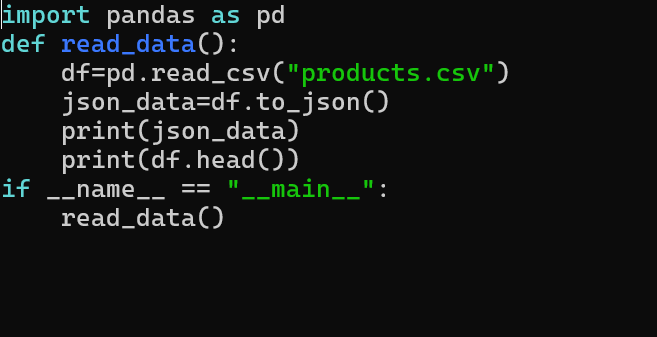 import pandas as pd
def read_data():
    df=pd.read_csv("products.csv")
    json_data=df.to_json()
    print(json_data)
    print(df.head())
if __name__ == "__main__":
    read_data()